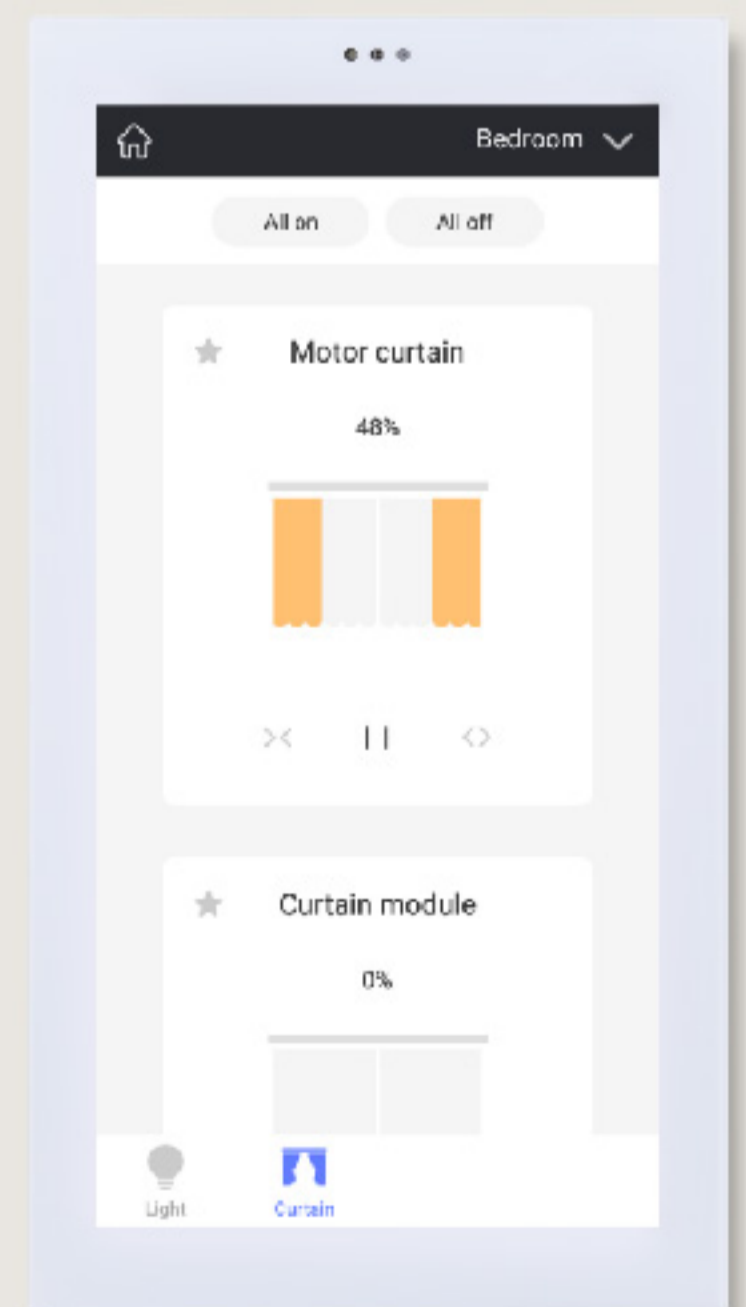 Bedroom
All on All off
Motor curtain
48%
Curtain module
0%
Light Curtain